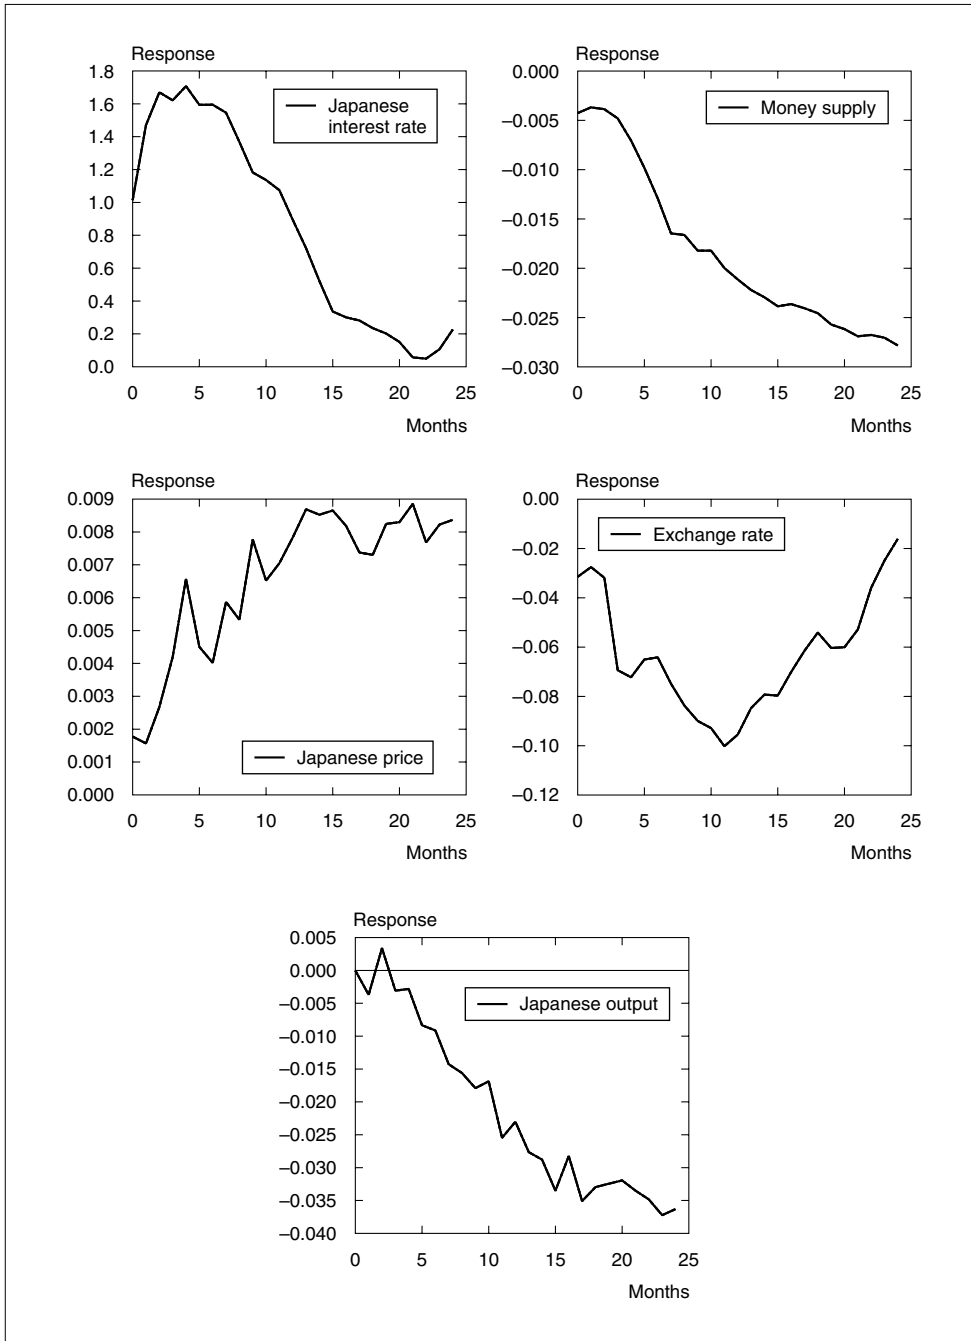 Response
1.8
1.6
1.4
1.2
1.0
0.8
0.6
0.4
0.2
0.0
Japanese
interest rate
0 5 10 15 20 25
Months
Response
0.000
–0.005
–0.010
–0.015
–0.020
–0.025
–0.030
Money supply
0 5 10 15 20 25
Months
Response
0.009
0.008
0.007
0.006
0.005
0.004
0.003
0.002
0.001
0.000
Japanese price
0 5 10 15 20 25
Months
Response
0.00
–0.02
–0.04
–0.06
–0.08
–0.10
–0.12
Exchange rate
0 5 10 15 20 25
Months
Response
0.005
0.000
–0.005
–0.010
–0.015
–0.020
–0.025
–0.030
–0.035
–0.040
Japanese output
0 5 10 15 20 25
Months